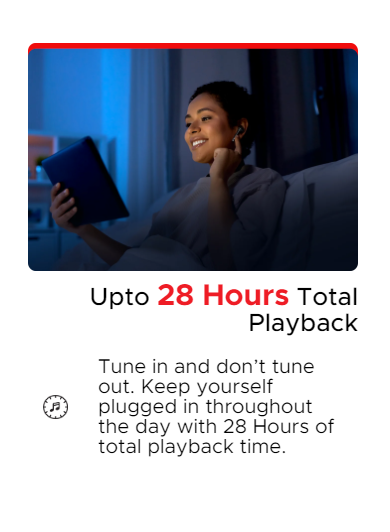 Upto 28 Hours Total
Playback
Tune in and don’t tune
out. Keep yourself
plugged in throughout
the day with 28 Hours of
total playback time.